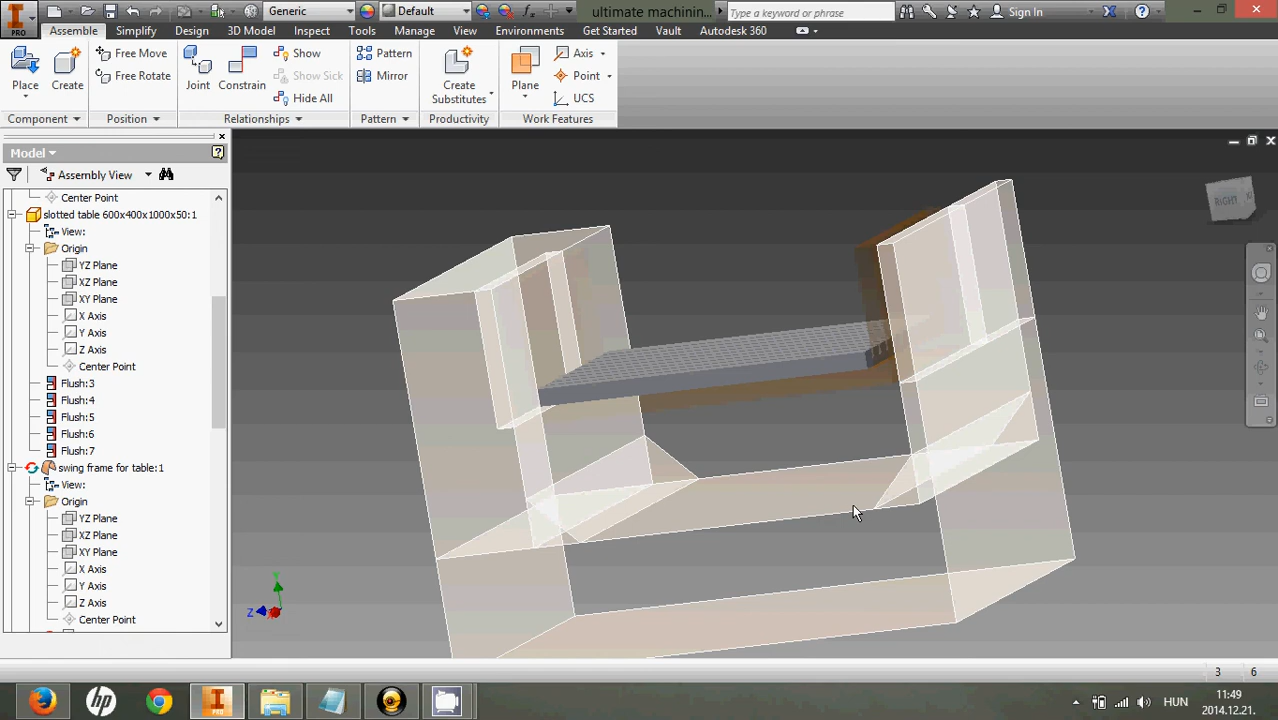 PRO
Generic
Default
ultimate machinin...
Type a keyword or phrase
Sign In
Assemble Simplify Design 3D Model Inspect Tools Manage View Environments Get Started Vault Autodesk 360
Place
Create
Free Move
Free Rotate
Joint
Constrain
Show
Show Sick
Hide All
Pattern
Mirror
Create Substitutes
Plane
Axis
Point
UCS
Component
Position
Relationships
Pattern
Productivity
Work Features
Model
Assembly View
Center Point
slotted table 600x400x1000x50:1
View:
Origin
YZ Plane
XZ Plane
XY Plane
X Axis
Y Axis
Z Axis
Center Point
Flush:3
Flush:4
Flush:5
Flush:6
Flush:7
swing frame for table:1
View:
Origin
YZ Plane
XZ Plane
XY Plane
X Axis
Y Axis
Z Axis
Center Point
RIGHT
Y
Z
3 6
HUN
11:49
2014.12.21.